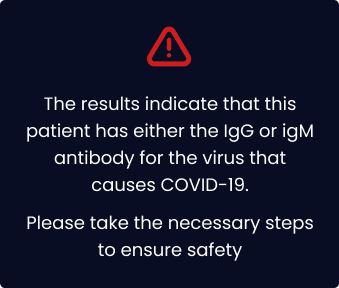 The results indicate that this
patient has either the IgG or igM
antibody for the virus that
causes COVID-19.
Please take the necessary steps
to ensure safety